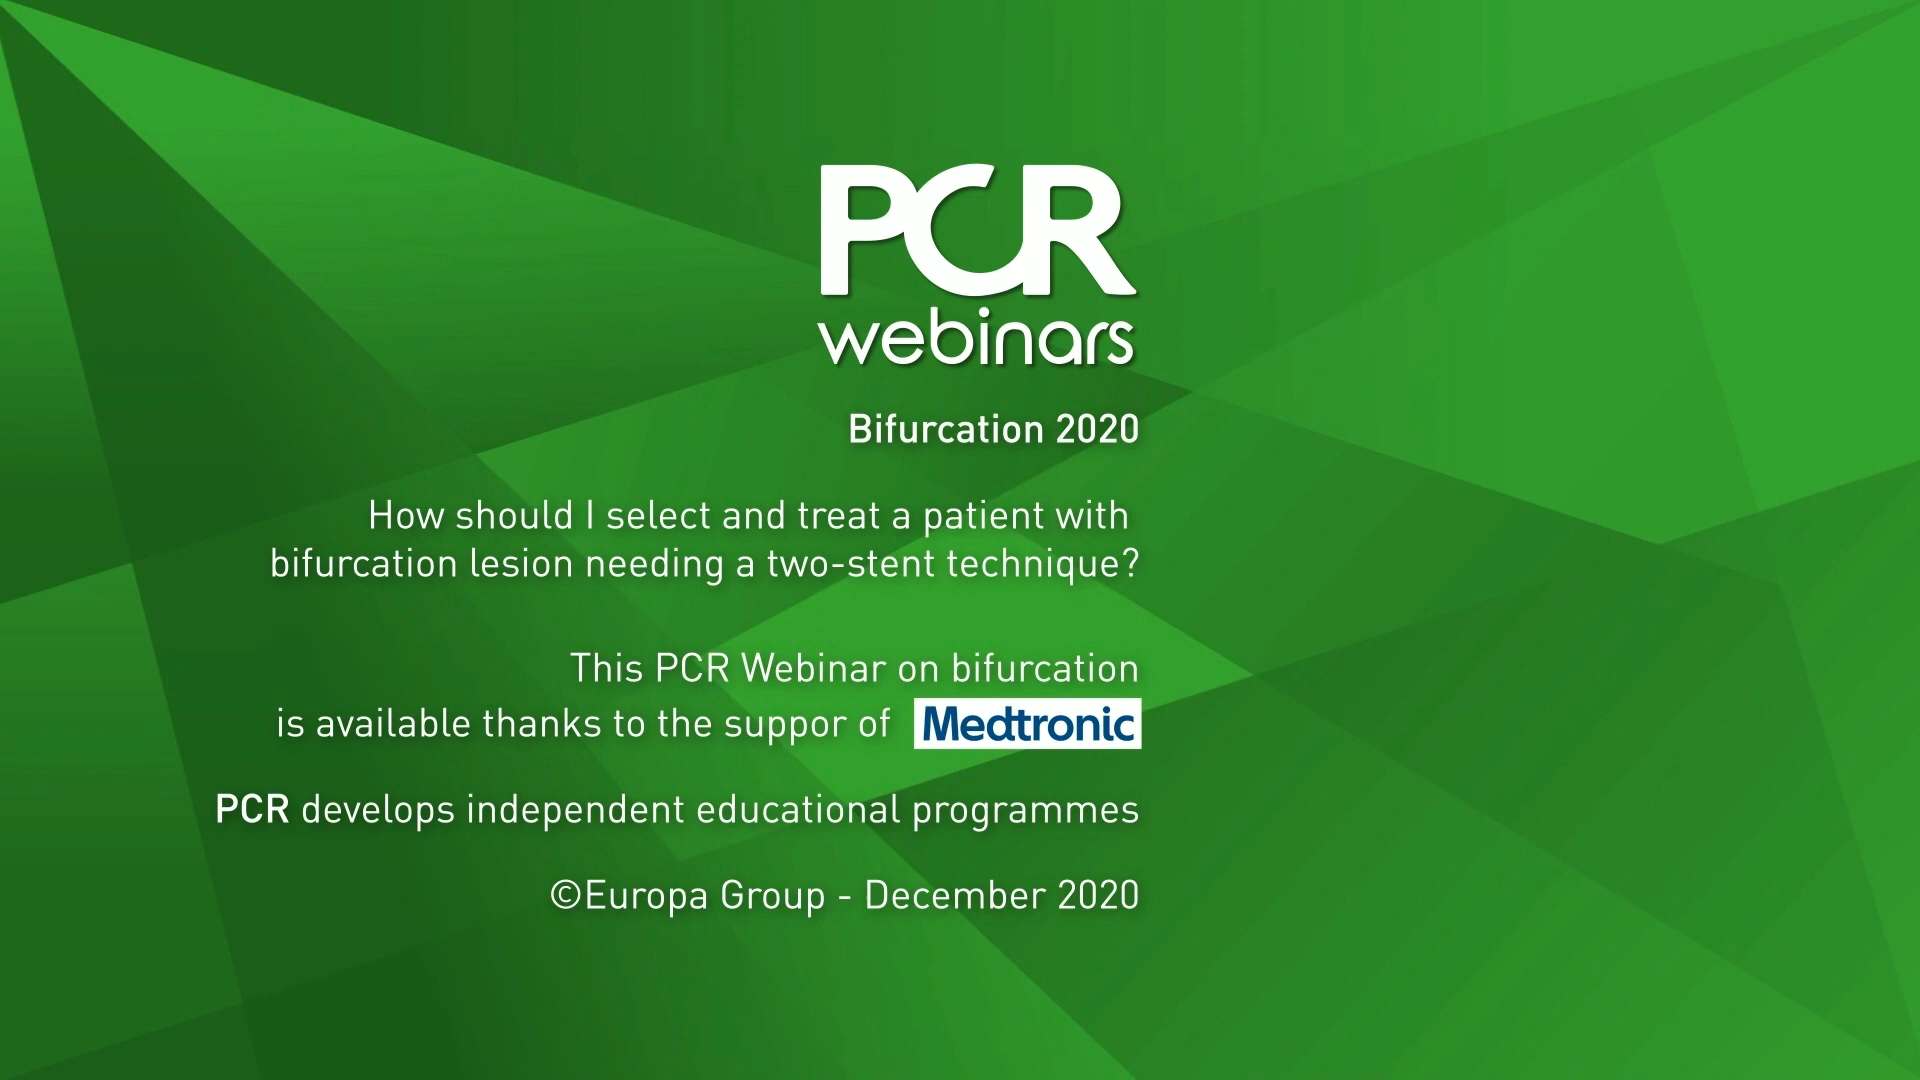 PCR
webinars
Bifurcation 2020
How should I select and treat a patient with
bifurcation lesion needing a two-stent technique?
This PCR Webinar on bifurcation
is available thanks to the suppor of Medtronic
PCR develops independent educational programmes
©Europa Group - December 2020